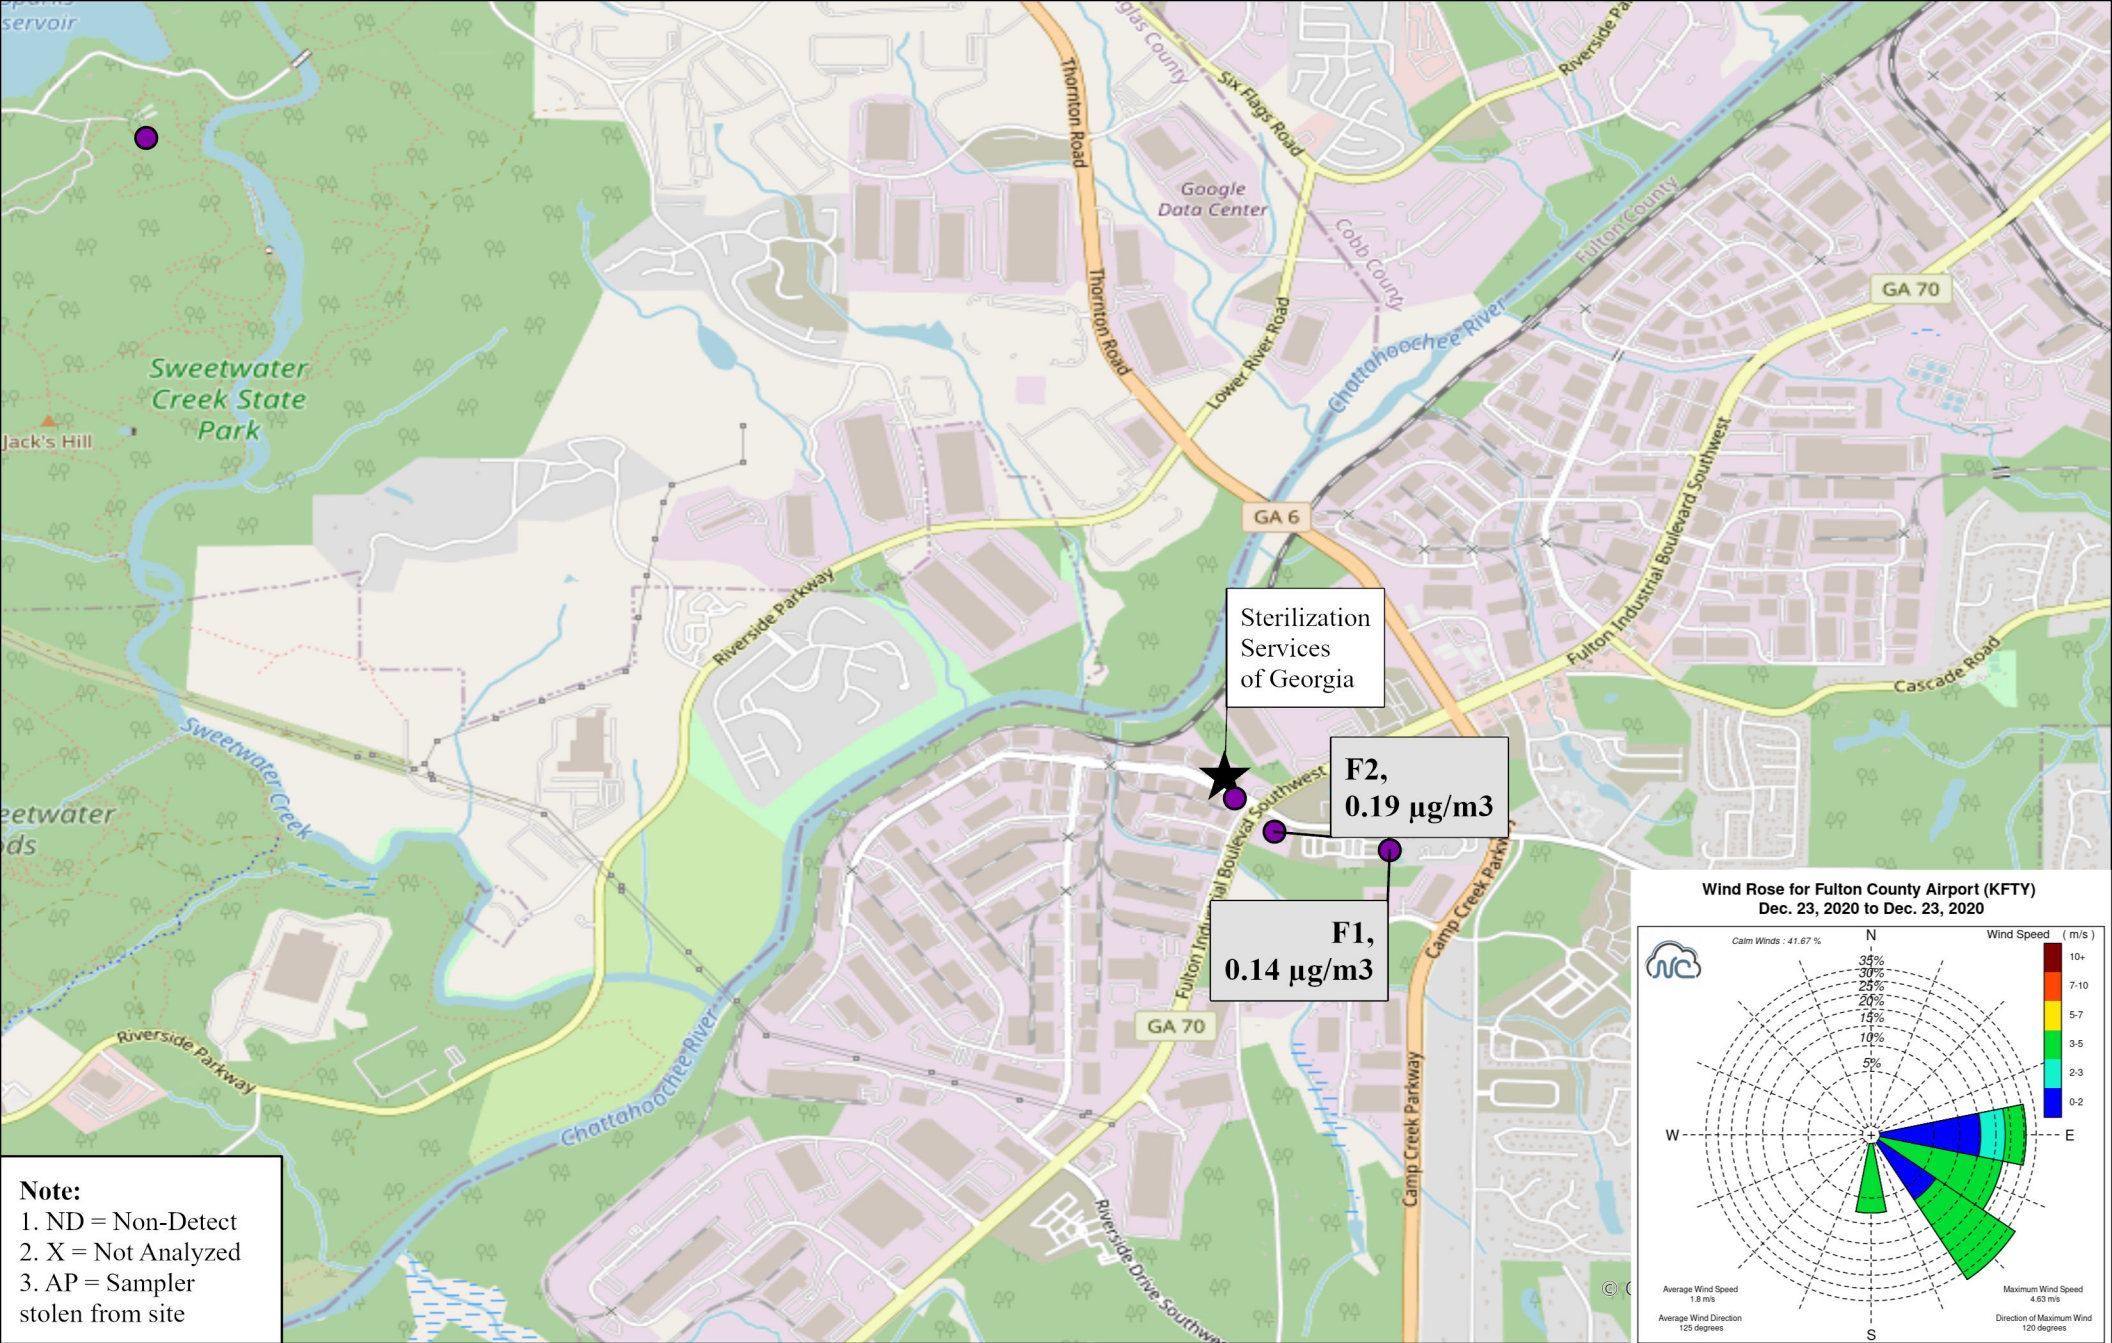 servoir
Thornton Road
glas County
Six Flags Road
Riverside Pa
Google
Data Center
Cobb County
Fulton County
GA 70
Thornton Road
Lower River Road
Chattahoochee River
Sweetwater
Creek State
Park
Jack's Hill
GA 6
Fulton Industrial Boulevard Southwest
Riverside Parkway
Sterilization
Services
of Georgia
Cascade Road
Sweetwater Creek
eetwater
ds
F2,
0.19 µg/m3
Fulton Industrial Boulevard Southwest
F1,
0.14 µg/m3
Camp Creek Parkway
GA 70
Riverside Parkway
Chattahoochee River
Camp Creek Parkway
Riverside Drive Southwe
©
Note:
1. ND = Non-Detect
2. X = Not Analyzed
3. AP = Sampler
stolen from site
Wind Rose for Fulton County Airport (KFTY)
Dec. 23, 2020 to Dec. 23, 2020
NC
Calm Winds : 41.67 %
N
Wind Speed ( m/s )
35%
30%
25%
20%
15%
10%
5%
10+
7-10
5-7
3-5
2-3
0-2
W
E
S
Average Wind Speed
1.8 m/s
Average Wind Direction
125 degrees
Maximum Wind Speed
4.63 m/s
Direction of Maximum Wind
120 degrees